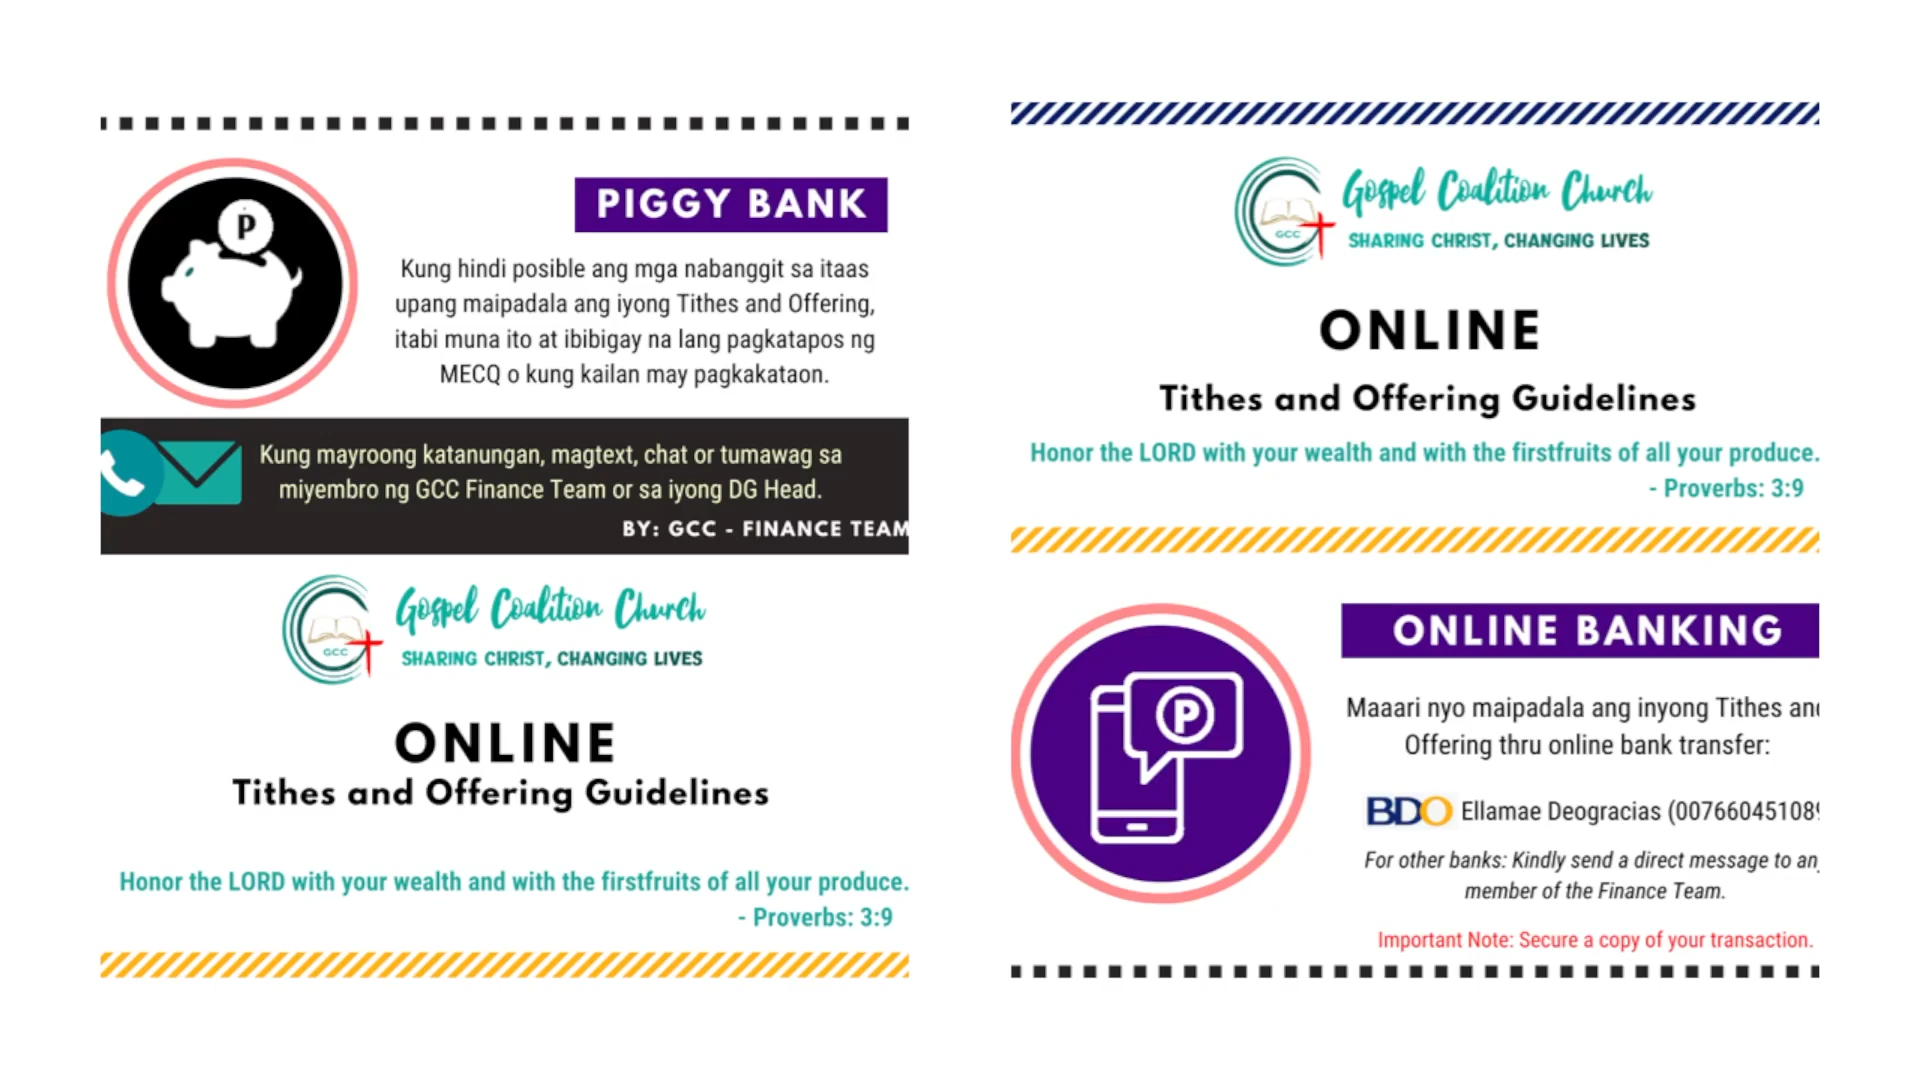 P
PIGGY BANK
Kung hindi posible ang mga nabanggit sa itaas
upang maipadala ang iyong Tithes and Offering,
itabi muna ito at ibibigay na lang pagkatapos ng
MECQ o kung kailan may pagkakataon.
Kung mayroong katanungan, magtext, chat or tumawag sa
miyembro ng GCC Finance Team or sa iyong DG Head.
BY: GCC - FINANCE TEAM
GCC
Gospel Coalition Church
SHARING CHRIST, CHANGING LIVES
ONLINE
Tithes and Offering Guidelines
Honor the LORD with your wealth and with the firstfruits of all your produce.
- Proverbs: 3:9
GCC
Gospel Coalition Church
SHARING CHRIST, CHANGING LIVES
ONLINE
Tithes and Offering Guidelines
Honor the LORD with your wealth and with the firstfruits of all your produce.
- Proverbs: 3:9
P
ONLINE BANKING
Maaari nyo maipadala ang inyong Tithes and
Offering thru online bank transfer:
BDO Ellamae Deogracias (007660451089
For other banks: Kindly send a direct message to any
member of the Finance Team.
Important Note: Secure a copy of your transaction.